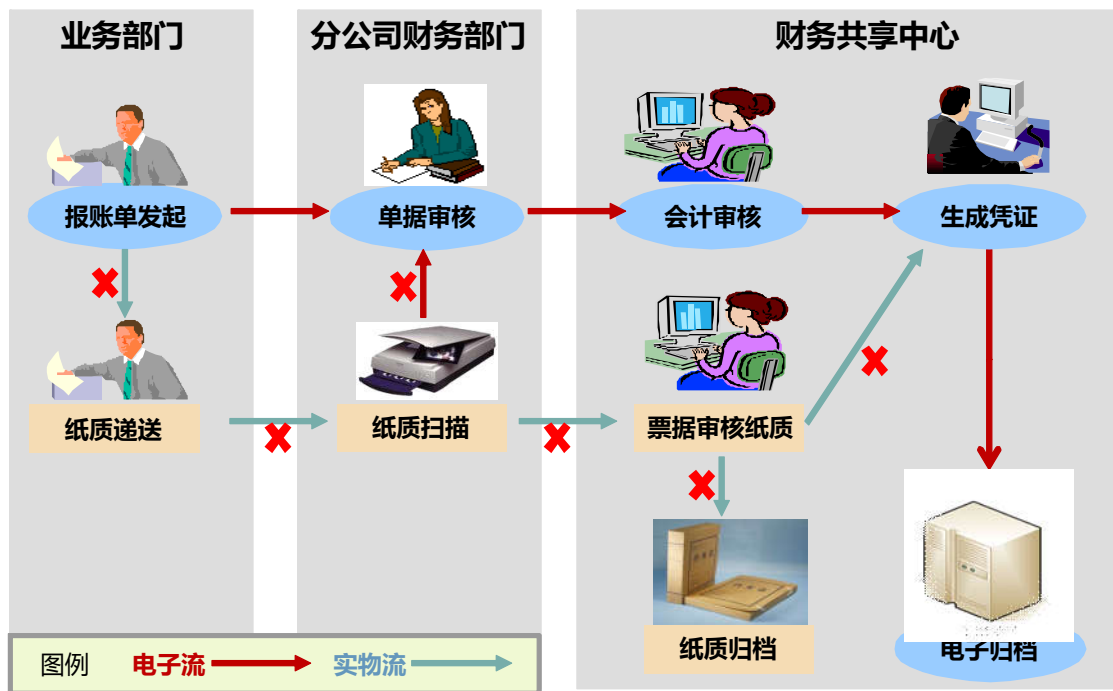 业务部门
分公司财务部门
财务共享中心
报账单发起
单据审核
会计审核
生成凭证
纸质递送
纸质扫描
票据审核纸质
纸质归档
电子归档
图例
电子流
实物流